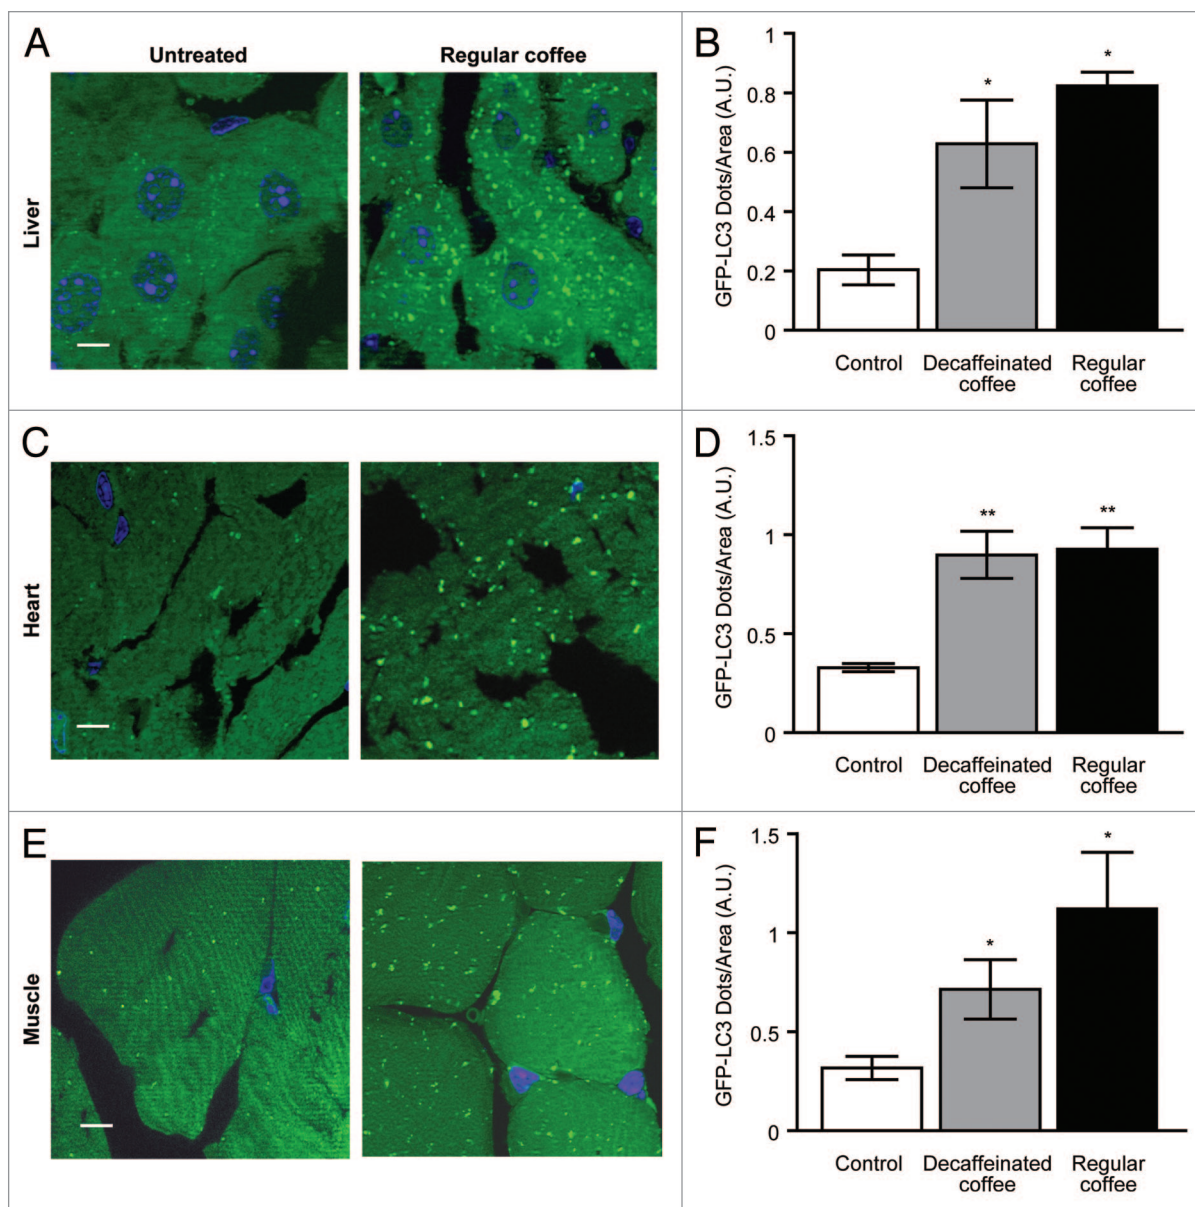 A
Untreated
Regular coffee
Liver
B
GFP-LC3 Dots/Area (A.U.)
1
0.8
0.6
0.4
0.2
0
*
*
Control
Decaffeinated
coffee
Regular
coffee
C
Heart
D
GFP-LC3 Dots/Area (A.U.)
1.5
1
0.5
0
**
**
Control
Decaffeinated
coffee
Regular
coffee
E
Muscle
F
GFP-LC3 Dots/Area (A.U.)
1.5
1
0.5
0
*
*
Control
Decaffeinated
coffee
Regular
coffee